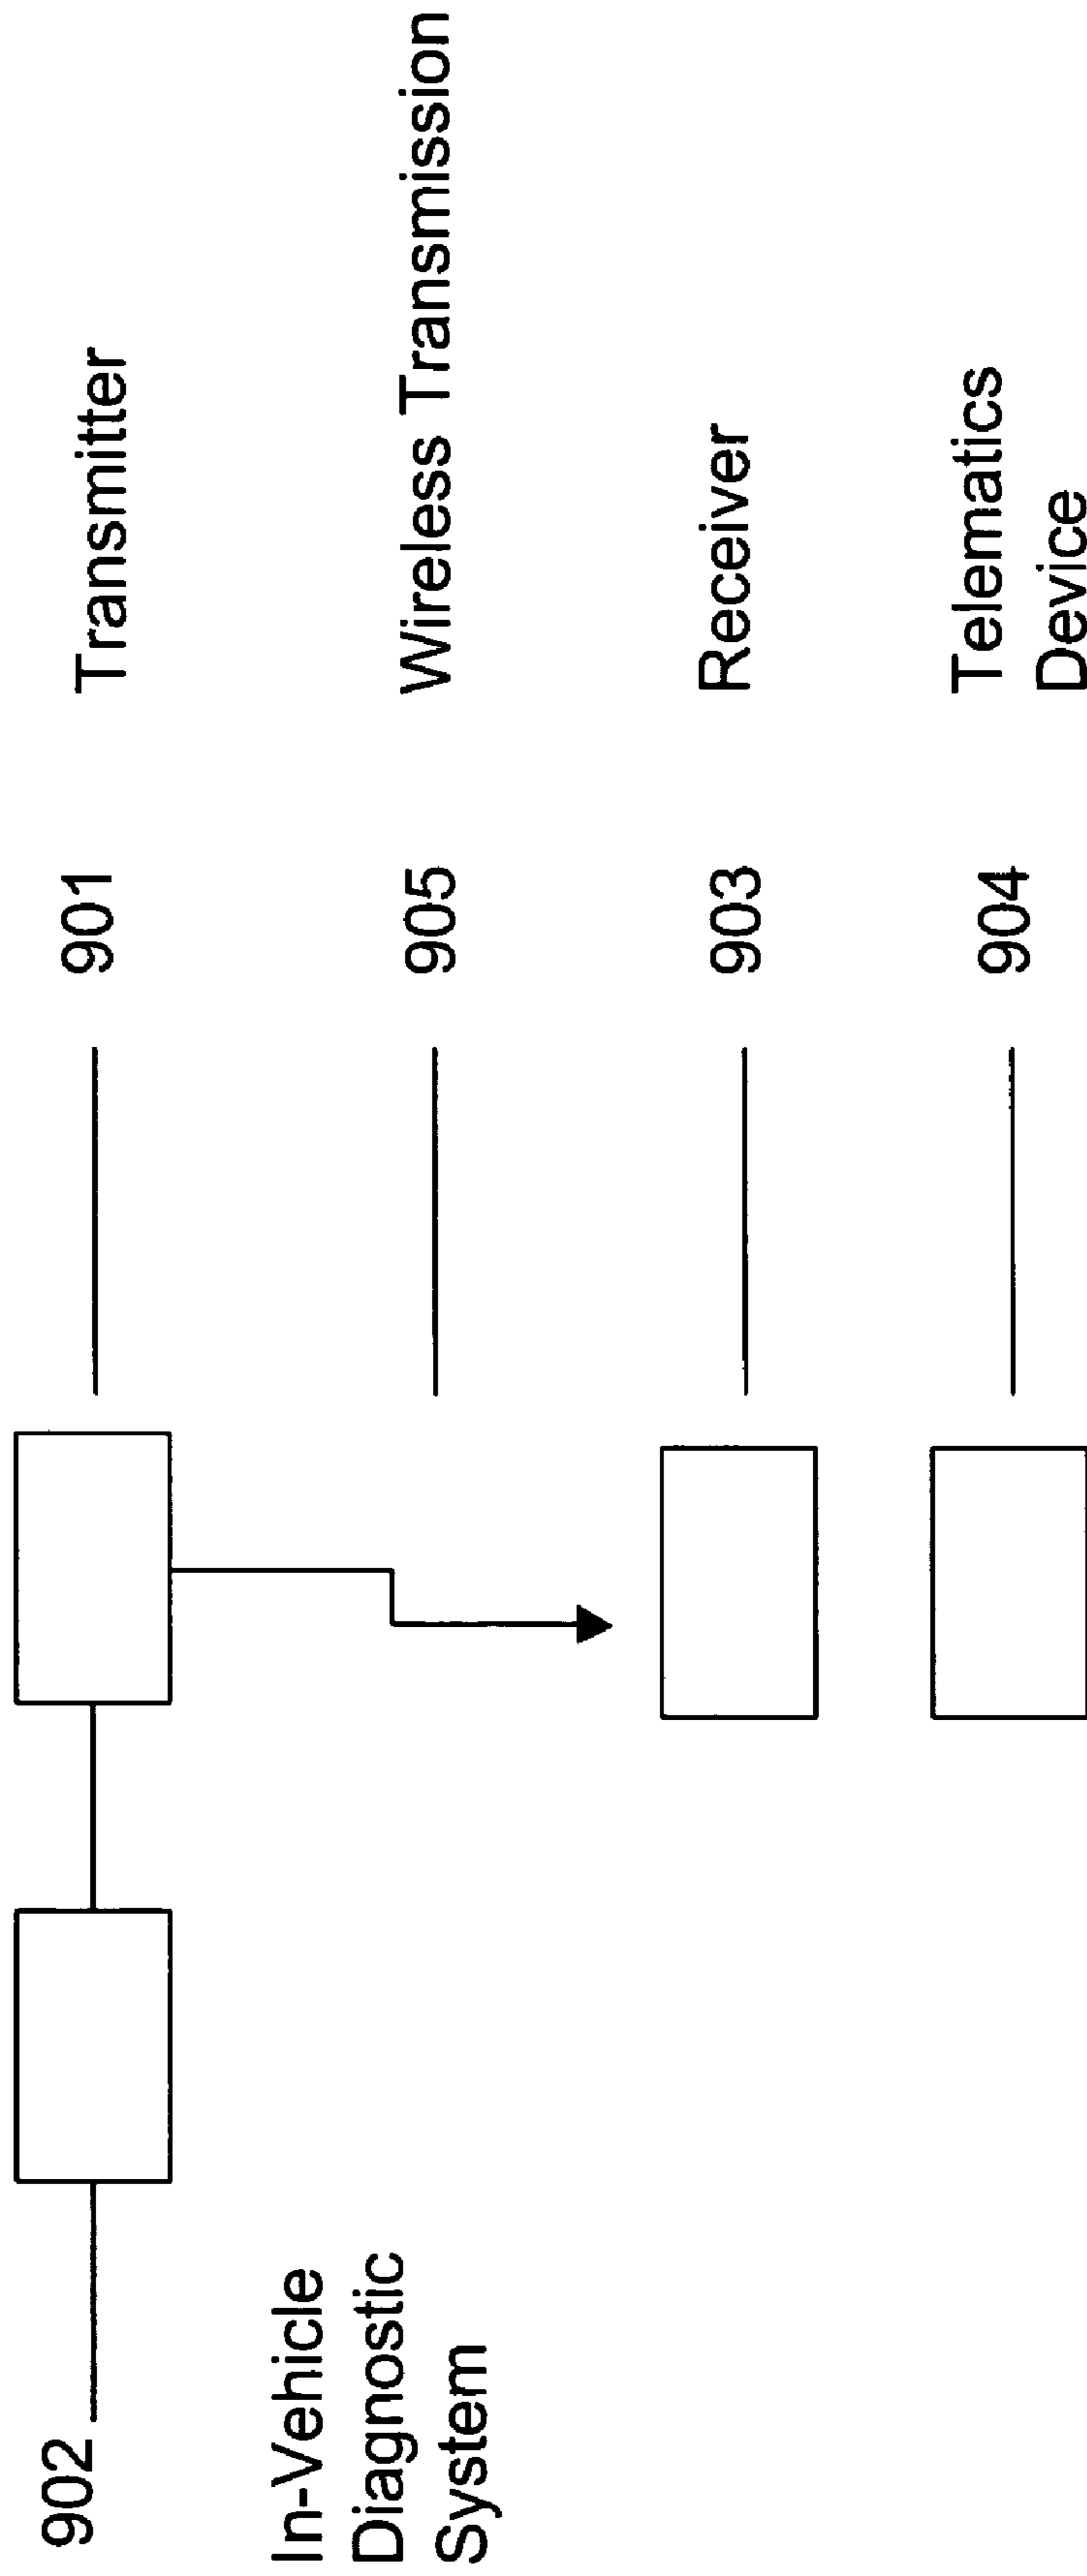 902
In-Vehicle
Diagnostic
System
901 Transmitter
905 Wireless Transmission
903 Receiver
904 Telematics
Device